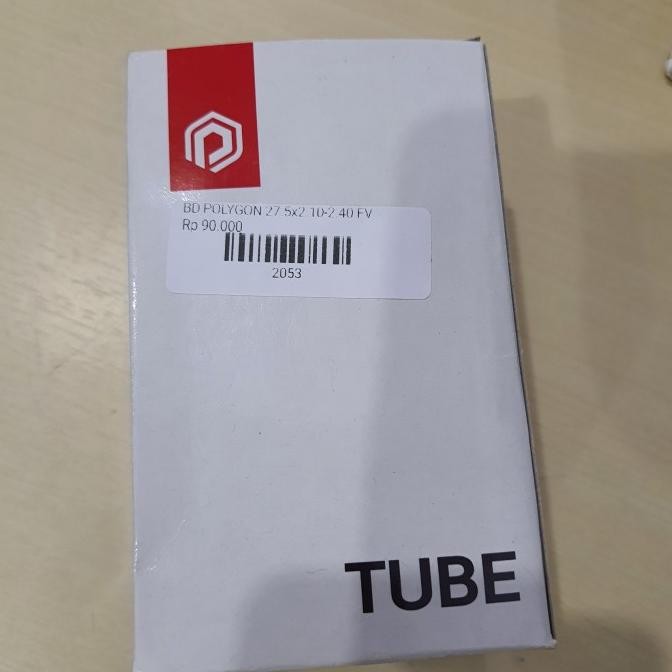 BD POLYGON 27.5x2.10-2.40 FV
Rp 90.000
2053
TUBE